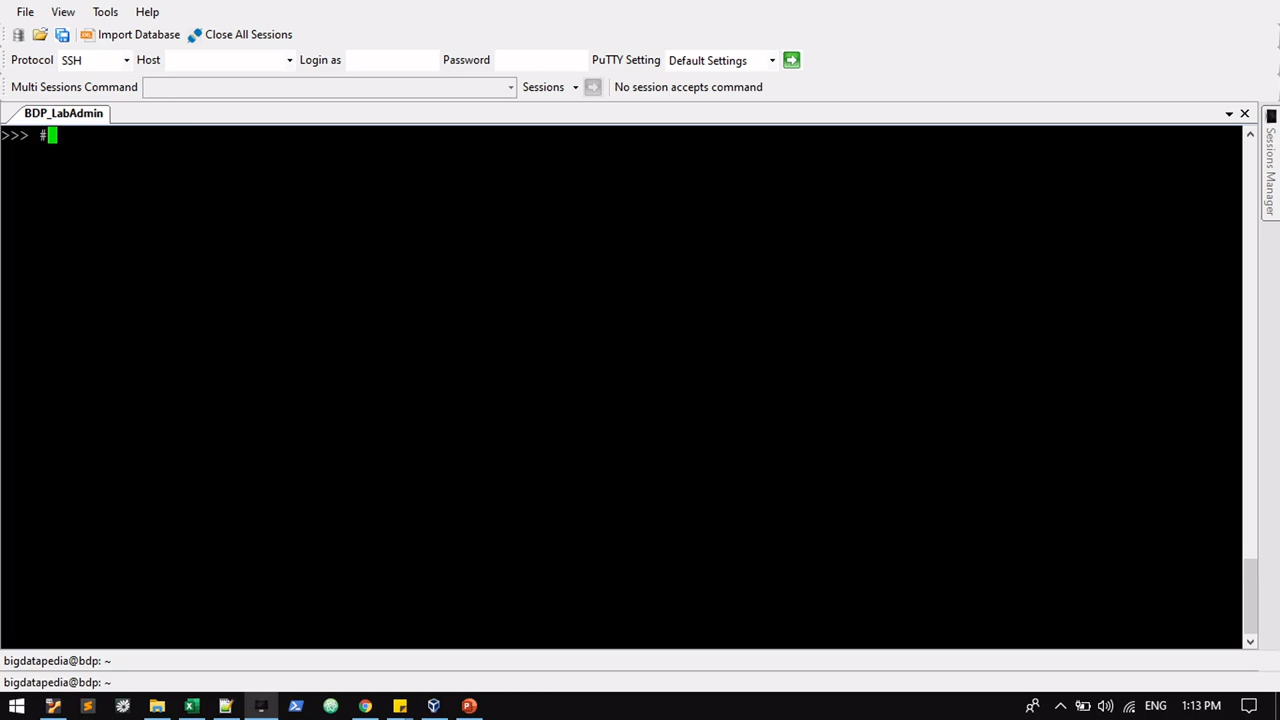 File View Tools Help
Import Database Close All Sessions
Protocol SSH Host Login as Password PuTTY Setting Default Settings
Multi Sessions Command Sessions No session accepts command
BDP_LabAdmin
>>> #
Sessions Manager
bigdatapedia@bdp: ~
bigdatapedia@bdp: ~
ENG 1:13 PM